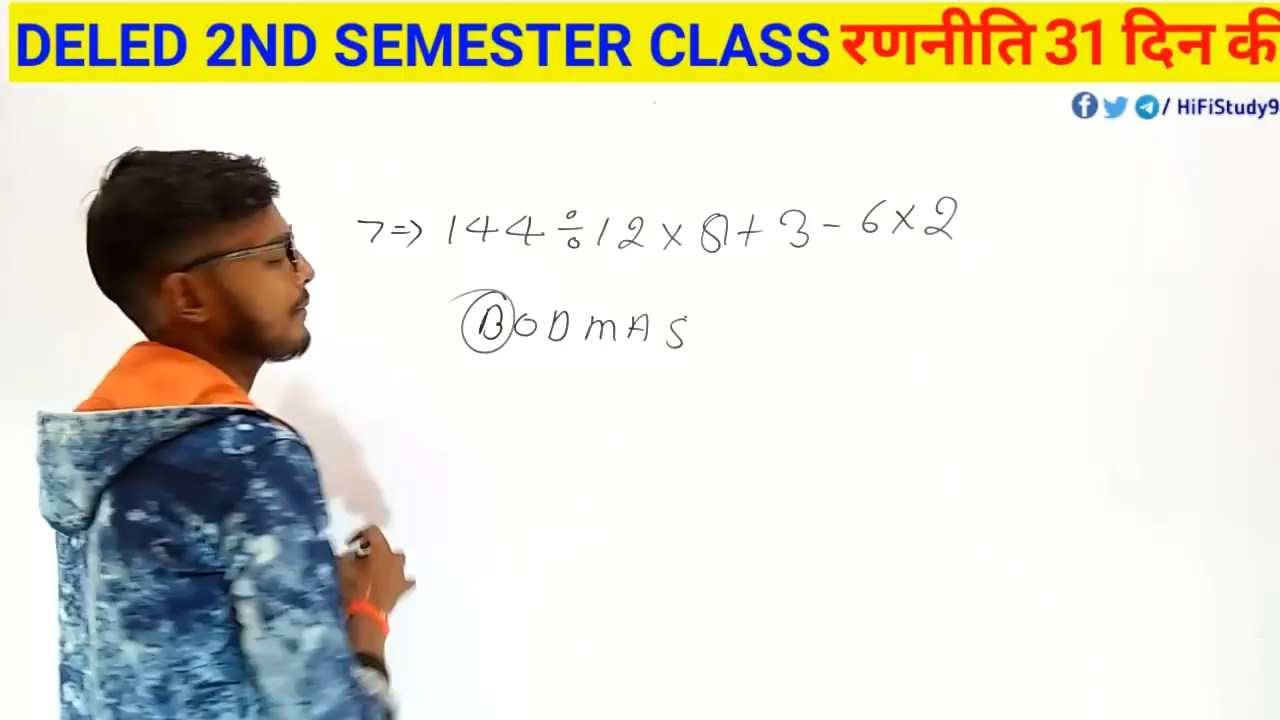 DELED 2ND SEMESTER CLASS रणनीति 31 दिन की
/ HiFiStudy9
7 => 144 ÷ 12 × 8 + 3 - 6 × 2
BODMAS